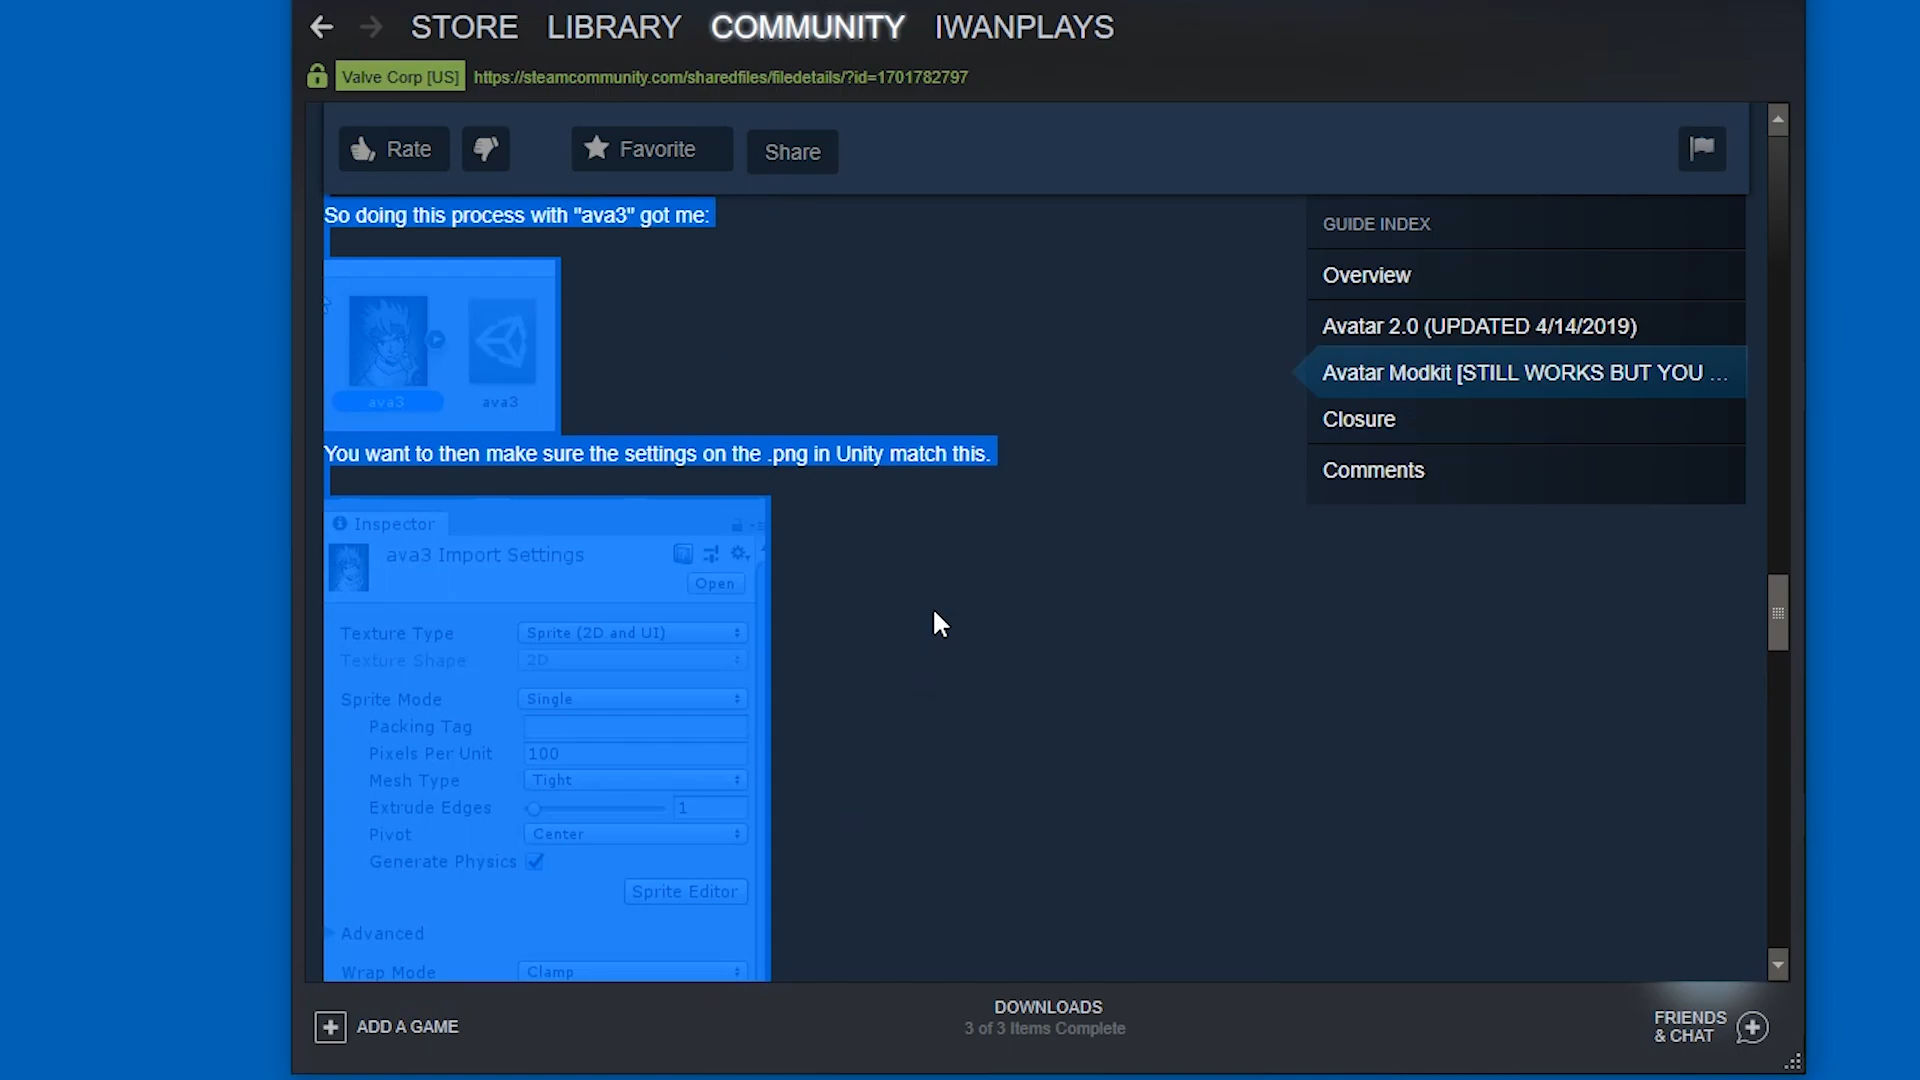 STORE LIBRARY COMMUNITY IWANPLAYS
Valve Corp [US] https://steamcommunity.com/sharedfiles/filedetails/?id=1701782797
Rate Favorite Share
So doing this process with "ava3" got me:
ava3 ava3
You want to then make sure the settings on the .png in Unity match this.
Inspector
ava3 Import Settings
Open
Texture Type Sprite (2D and UI)
Texture Shape 2D
Sprite Mode Single
Packing Tag
Pixels Per Unit 100
Mesh Type Tight
Extrude Edges 1
Pivot Center
Generate Physics
Sprite Editor
Advanced
Wrap Mode Clamp
GUIDE INDEX
Overview
Avatar 2.0 (UPDATED 4/14/2019)
Avatar Modkit [STILL WORKS BUT YOU ...
Closure
Comments
ADD A GAME
DOWNLOADS
3 of 3 Items Complete
FRIENDS
& CHAT